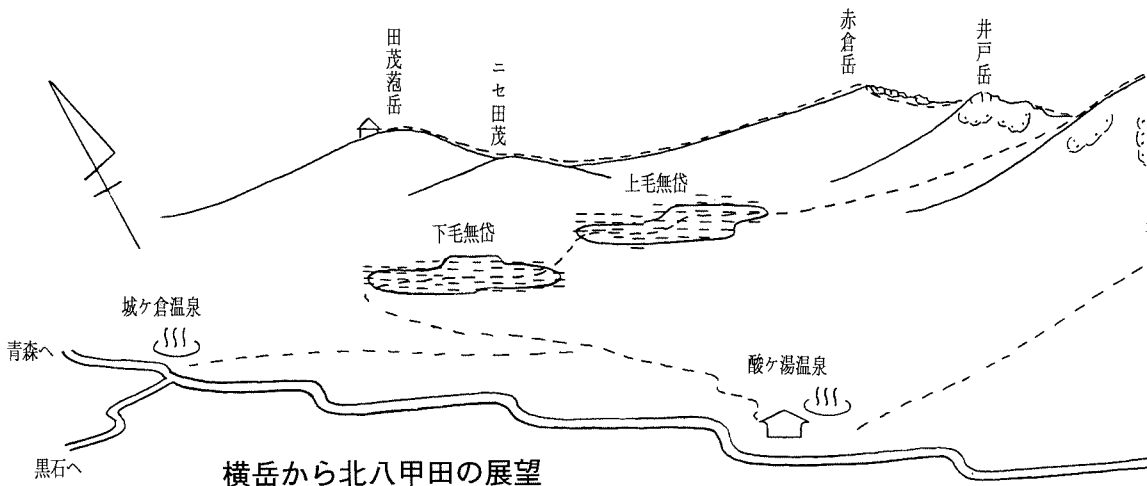 田茂萢岳
ニセ田茂
赤倉岳
井戸岳
上毛無岱
下毛無岱
城ケ倉温泉
青森へ
酸ケ湯温泉
黒石へ
横岳から北八甲田の展望